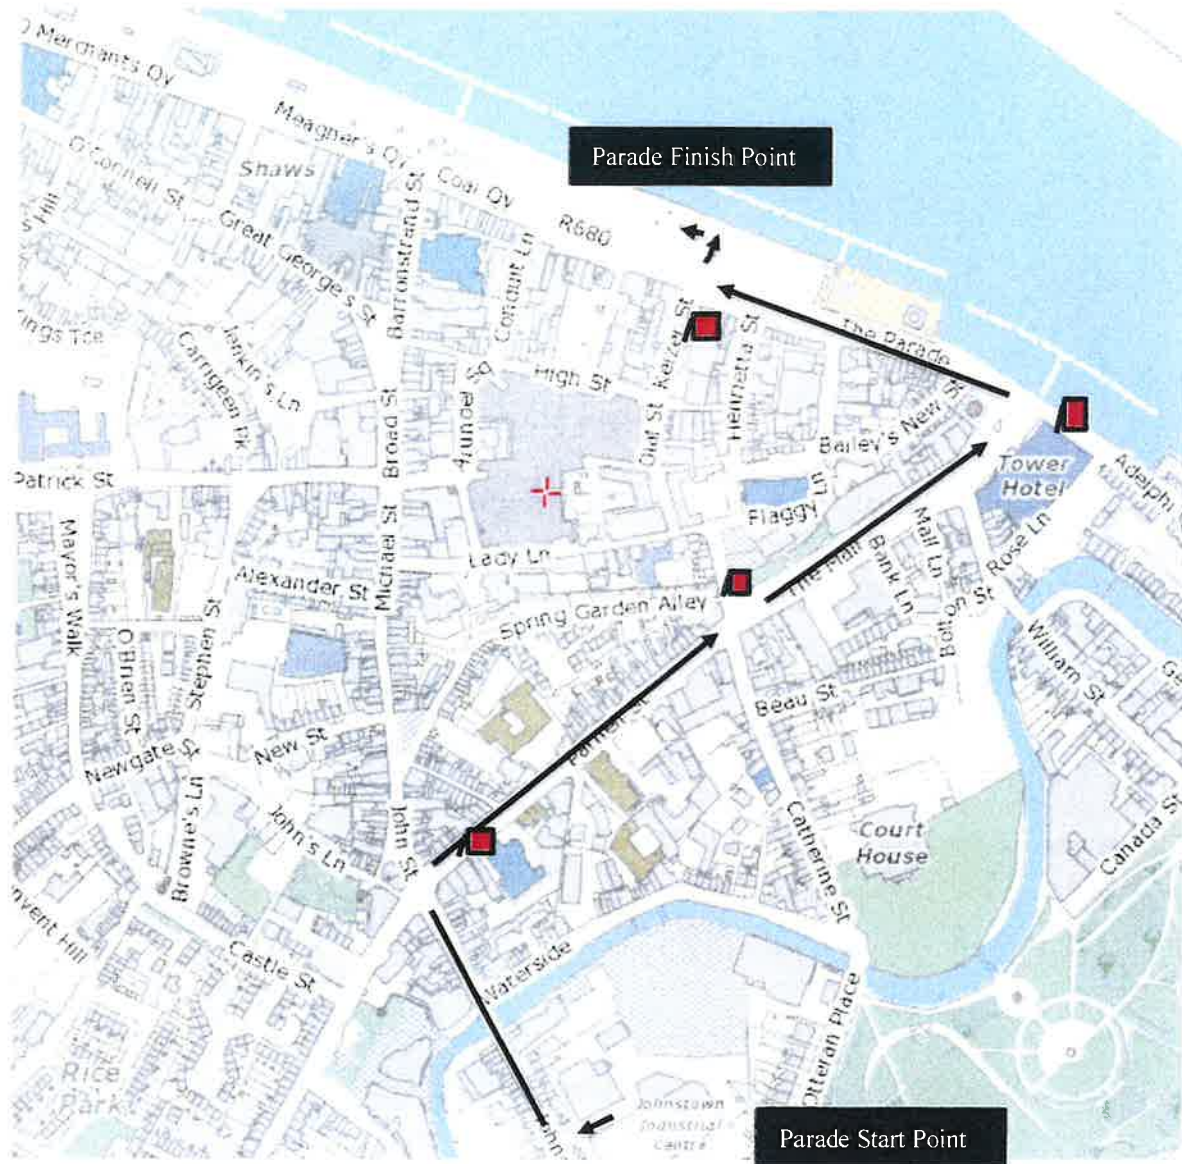 Merchants Qy
Meagher's Qy
Coal Qy
Parade Finish Point
R680
O'Connell St
Shaws
Hill
Great George's St
Barronstrand St
Conduit Ln
The Parade
Keizer St
Henrietta St
Jenkin's Ln
Carrigeen Pk
High St
Arundel Sq
Broad St
Olaf St
Bailey's New St
Tower
Hotel
Adelphi
Patrick St
Flaggy Ln
Mall Ln
Rose Ln
Mayor's Walk
Michael St
Lady Ln
The Mall
Bank Ln
Bolton St
Alexander St
Spring Garden Alley
William St
O'Brien St
Stephen St
Beau St
New St
Newgate St
Browne's Ln
John's Ln
John St
Catherine St
Court
House
Canada St
Castle St
Waterside
Rice
Park
Johnstown
Industrial
Centre
Parade Start Point